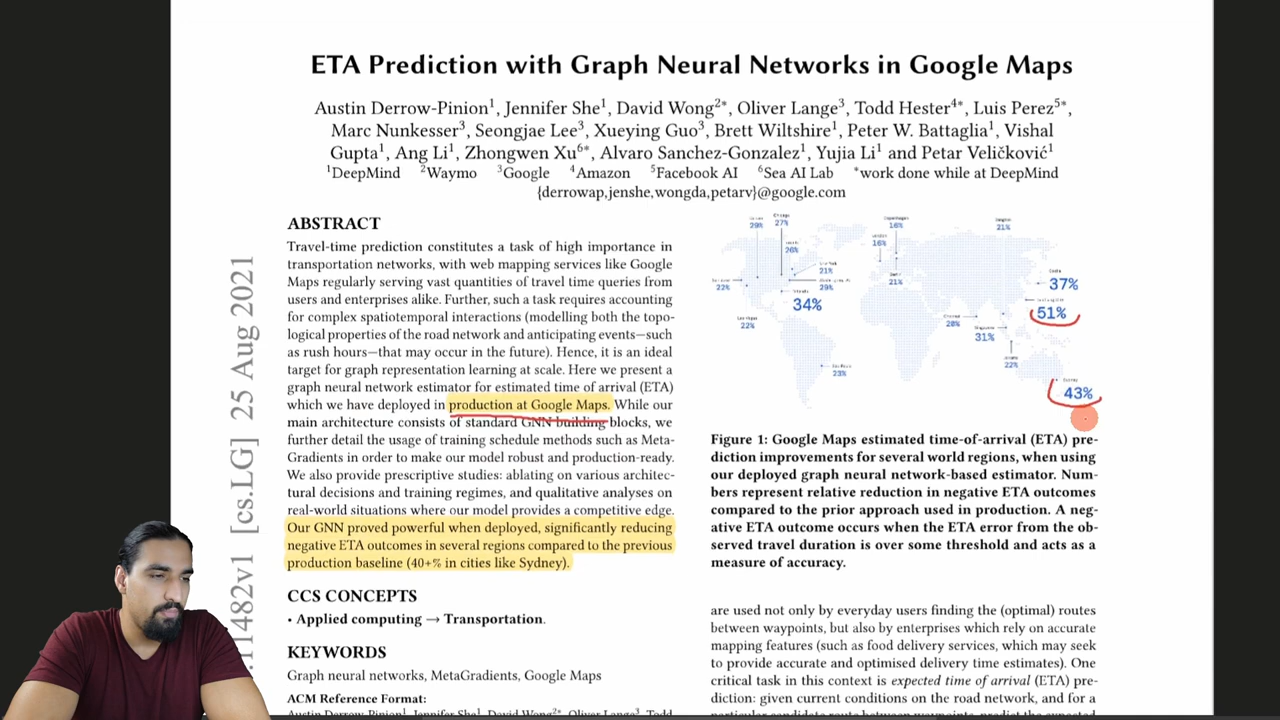 ETA Prediction with Graph Neural Networks in Google Maps
Austin Derrow-Pinion¹, Jennifer She¹, David Wong²*, Oliver Lange³, Todd Hester⁴*, Luis Perez⁵*,
Marc Nunkesser³, Seongjae Lee³, Xueying Guo³, Brett Wiltshire¹, Peter W. Battaglia¹, Vishal
Gupta¹, Ang Li¹, Zhongwen Xu⁶*, Alvaro Sanchez-Gonzalez¹, Yujia Li¹ and Petar Veličković¹
¹DeepMind ²Waymo ³Google ⁴Amazon ⁵Facebook AI ⁶Sea AI Lab *work done while at DeepMind
{derrowap,jenshe,wongda,petarv}@google.com
.11482v1 [cs.LG] 25 Aug 2021
ABSTRACT
Travel-time prediction constitutes a task of high importance in
transportation networks, with web mapping services like Google
Maps regularly serving vast quantities of travel time queries from
users and enterprises alike. Further, such a task requires accounting
for complex spatiotemporal interactions (modelling both the topo-
logical properties of the road network and anticipating events—such
as rush hours—that may occur in the future). Hence, it is an ideal
target for graph representation learning at scale. Here we present a
graph neural network estimator for estimated time of arrival (ETA)
which we have deployed in production at Google Maps. While our
main architecture consists of standard GNN building blocks, we
further detail the usage of training schedule methods such as Meta-
Gradients in order to make our model robust and production-ready.
We also provide prescriptive studies: ablating on various architec-
tural decisions and training regimes, and qualitative analyses on
real-world situations where our model provides a competitive edge.
Our GNN proved powerful when deployed, significantly reducing
negative ETA outcomes in several regions compared to the previous
production baseline (40+% in cities like Sydney).
CCS CONCEPTS
• Applied computing → Transportation.
KEYWORDS
Graph neural networks, MetaGradients, Google Maps
ACM Reference Format:
Austin Derrow-Pinion, Jennifer She, David Wong, Oliver Lange, Todd
29%
27%
16%
21%
26%
16%
21%
22%
29%
21%
37%
34%
51%
22%
28%
31%
22%
23%
43%
Figure 1: Google Maps estimated time-of-arrival (ETA) pre-
diction improvements for several world regions, when using
our deployed graph neural network-based estimator. Num-
bers represent relative reduction in negative ETA outcomes
compared to the prior approach used in production. A neg-
ative ETA outcome occurs when the ETA error from the ob-
served travel duration is over some threshold and acts as a
measure of accuracy.
are used not only by everyday users finding the (optimal) routes
between waypoints, but also by enterprises which rely on accurate
mapping features (such as food delivery services, which may seek
to provide accurate and optimised delivery time estimates). One
critical task in this context is expected time of arrival (ETA) pre-
diction: given current conditions on the road network, and for a
particular candidate route between waypoints, predict the expected